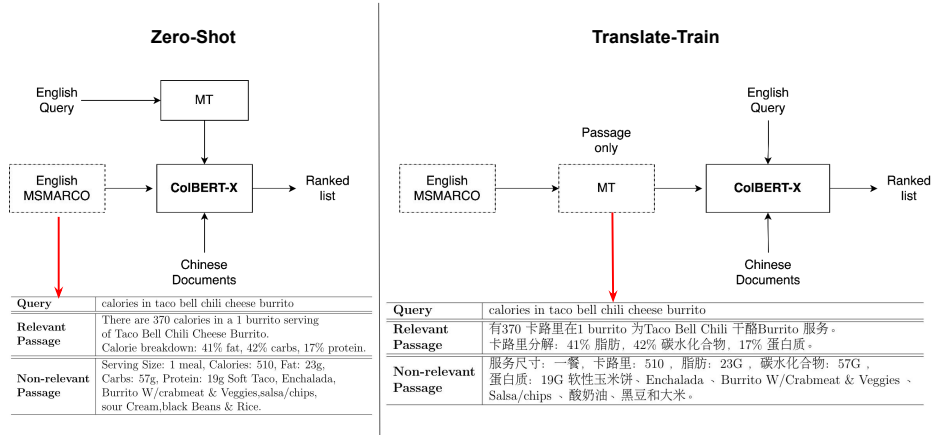 Zero-Shot
English
Query
MT
English
MSMARCO
ColBERT-X
Ranked
list
Chinese
Documents
Query
calories in taco bell chili cheese burrito
Relevant
Passage
There are 370 calories in a 1 burrito serving
of Taco Bell Chili Cheese Burrito.
Calorie breakdown: 41% fat, 42% carbs, 17% protein.
Non-relevant
Passage
Serving Size: 1 meal, Calories: 510, Fat: 23g,
Carbs: 57g, Protein: 19g Soft Taco, Enchalada,
Burrito W/crabmeat & Veggies,salsa/chips,
sour Cream,black Beans & Rice.
Translate-Train
English
Query
Passage
only
English
MSMARCO
MT
ColBERT-X
Ranked
list
Chinese
Documents
Query
calories in taco bell chili cheese burrito
Relevant
Passage
有370 卡路里在1 burrito 为Taco Bell Chili 干酪Burrito 服务。
卡路里分解：41% 脂肪，42% 碳水化合物，17% 蛋白质。
Non-relevant
Passage
服务尺寸：一餐，卡路里：510 ，脂肪：23G ，碳水化合物：57G ，
蛋白质：19G 软性玉米饼、Enchalada 、Burrito W/Crabmeat & Veggies 、
Salsa/chips 、酸奶油、黑豆和大米。